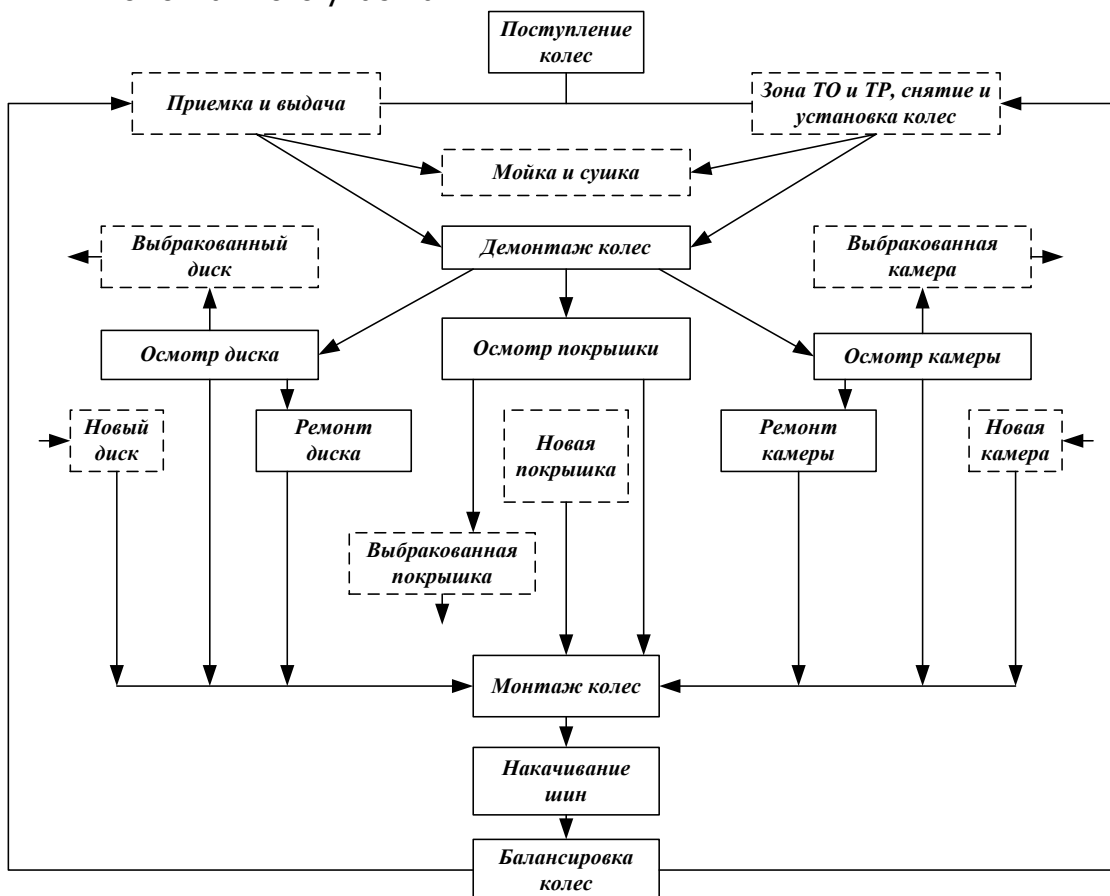 Поступление
колес
Приемка и выдача
Зона ТО и ТР, снятие и
установка колес
Мойка и сушка
Выбракованный
диск
Демонтаж колес
Выбракованная
камера
Осмотр диска
Осмотр покрышки
Осмотр камеры
Новый
диск
Ремонт
диска
Новая
покрышка
Ремонт
камеры
Новая
камера
Выбракованная
покрышка
Монтаж колес
Накачивание
шин
Балансировка
колес